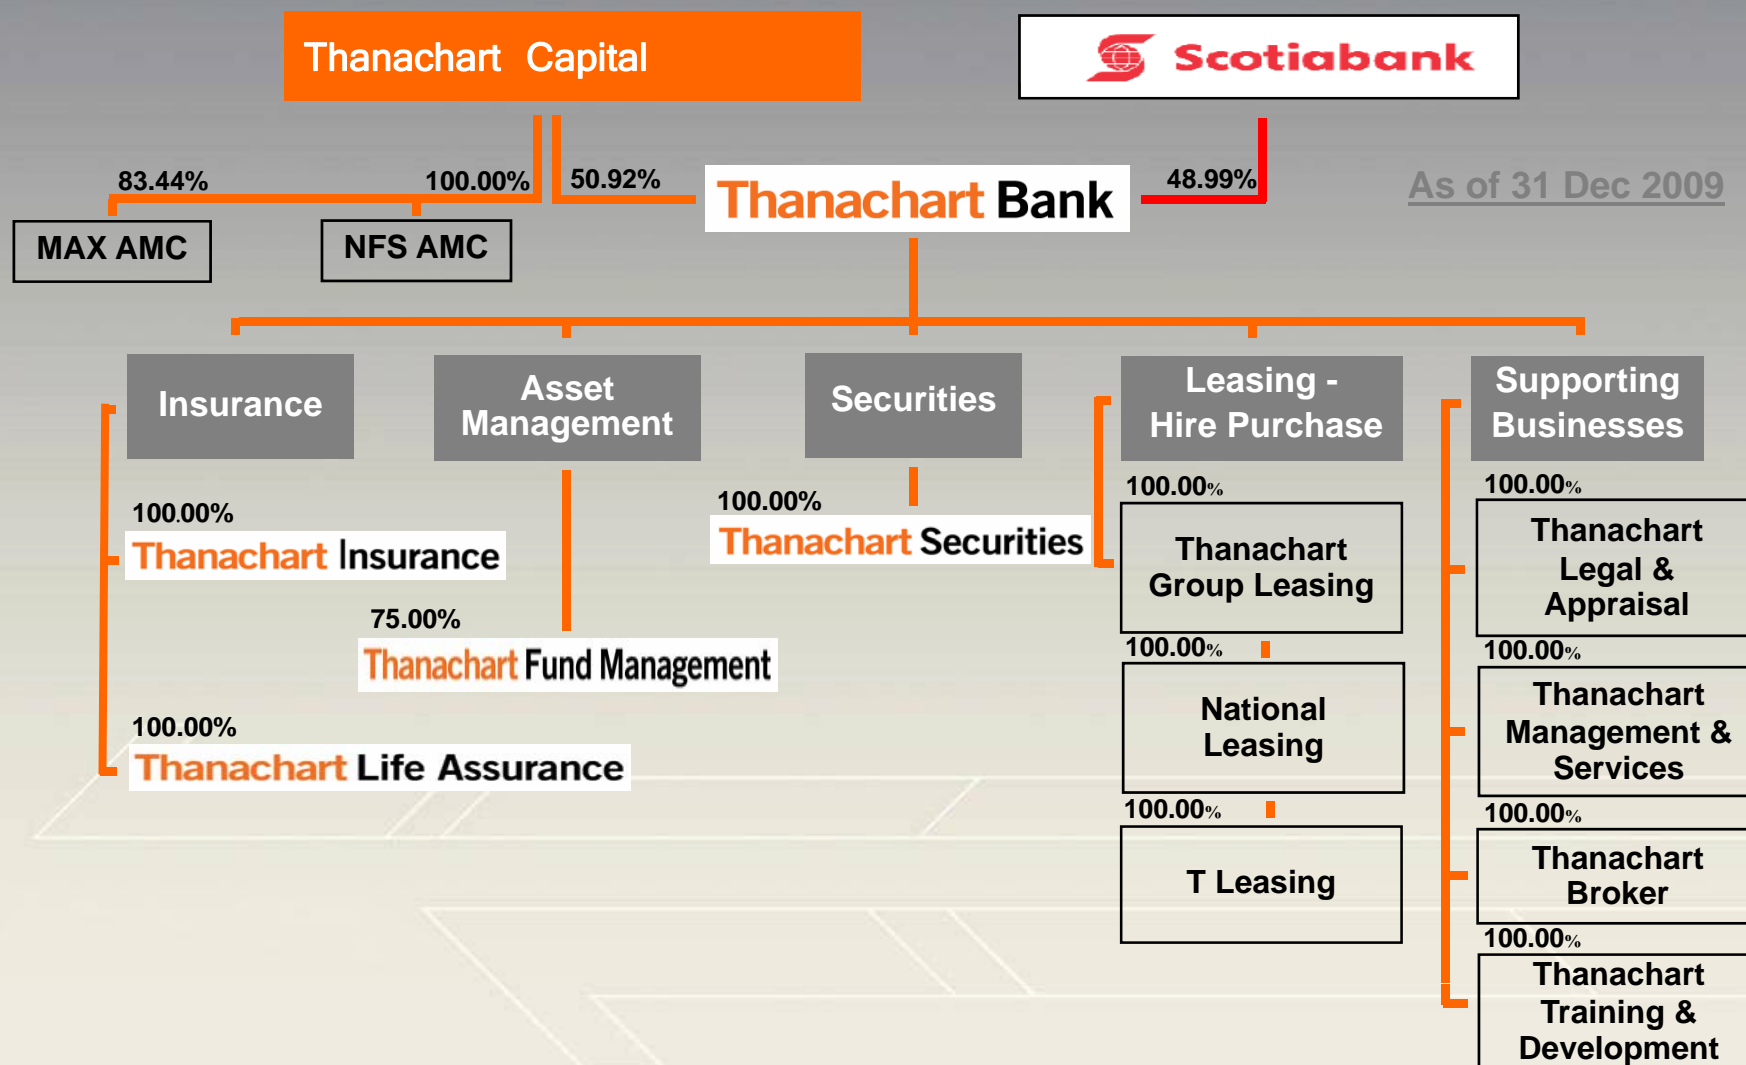 Thanachart Capital
Scotiabank
83.44%
100.00%
50.92%
Thanachart Bank
48.99%
As of 31 Dec 2009
MAX AMC
NFS AMC
Insurance
100.00%
Thanachart Insurance
100.00%
Thanachart Life Assurance
Asset
Management
75.00%
Thanachart Fund Management
Securities
100.00%
Thanachart Securities
Leasing -
Hire Purchase
100.00%
Thanachart
Group Leasing
100.00%
National
Leasing
100.00%
T Leasing
Supporting
Businesses
100.00%
Thanachart
Legal &
Appraisal
100.00%
Thanachart
Management &
Services
100.00%
Thanachart
Broker
100.00%
Thanachart
Training &
Development